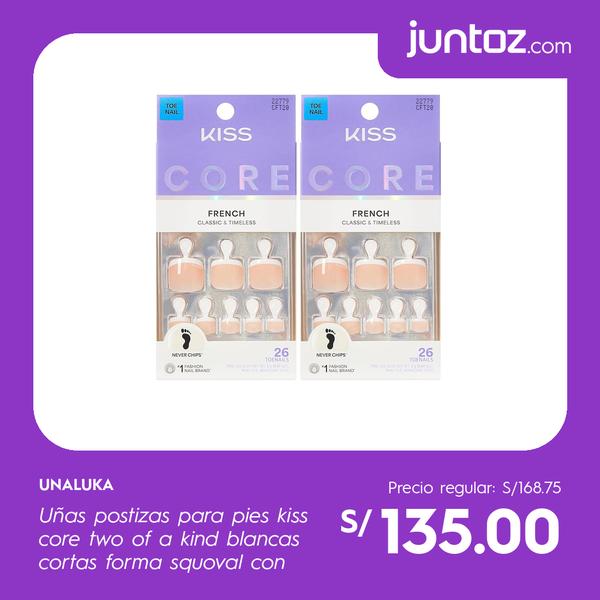 juntoz.com
TOE NAIL
22779
CFT20
KISS
CORE
FRENCH
CLASSIC & TIMELESS
NEVER CHIPS*
#1 FASHION NAIL BRAND*
26
TOENAILS
TOE NAIL
22779
CFT20
KISS
CORE
FRENCH
CLASSIC & TIMELESS
NEVER CHIPS*
#1 FASHION NAIL BRAND*
26
TOENAILS
UNALUKA
Uñas postizas para pies kiss
core two of a kind blancas
cortas forma squoval con
Precio regular: S/168.75
S/135.00